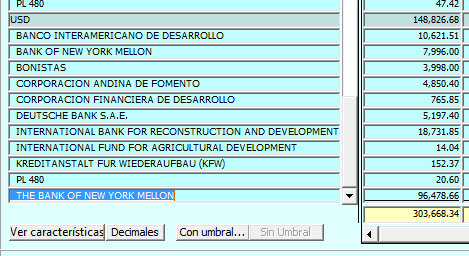 PL 480 47.42
USD 148,826.68
BANCO INTERAMERICANO DE DESARROLLO 10,621.51
BANK OF NEW YORK MELLON 7,996.00
BONISTAS 3,998.00
CORPORACION ANDINA DE FOMENTO 4,850.40
CORPORACION FINANCIERA DE DESARROLLO 765.85
DEUTSCHE BANK S.A.E. 5,197.40
INTERNATIONAL BANK FOR RECONSTRUCTION AND DEVELOPMENT 18,731.85
INTERNATIONAL FUND FOR AGRICULTURAL DEVELOPMENT 14.04
KREDITANSTALT FUR WIEDERAUFBAU (KFW) 152.37
PL 480 20.60
THE BANK OF NEW YORK MELLON 96,478.66
303,668.34
Ver características Decimales Con umbral... Sin Umbral